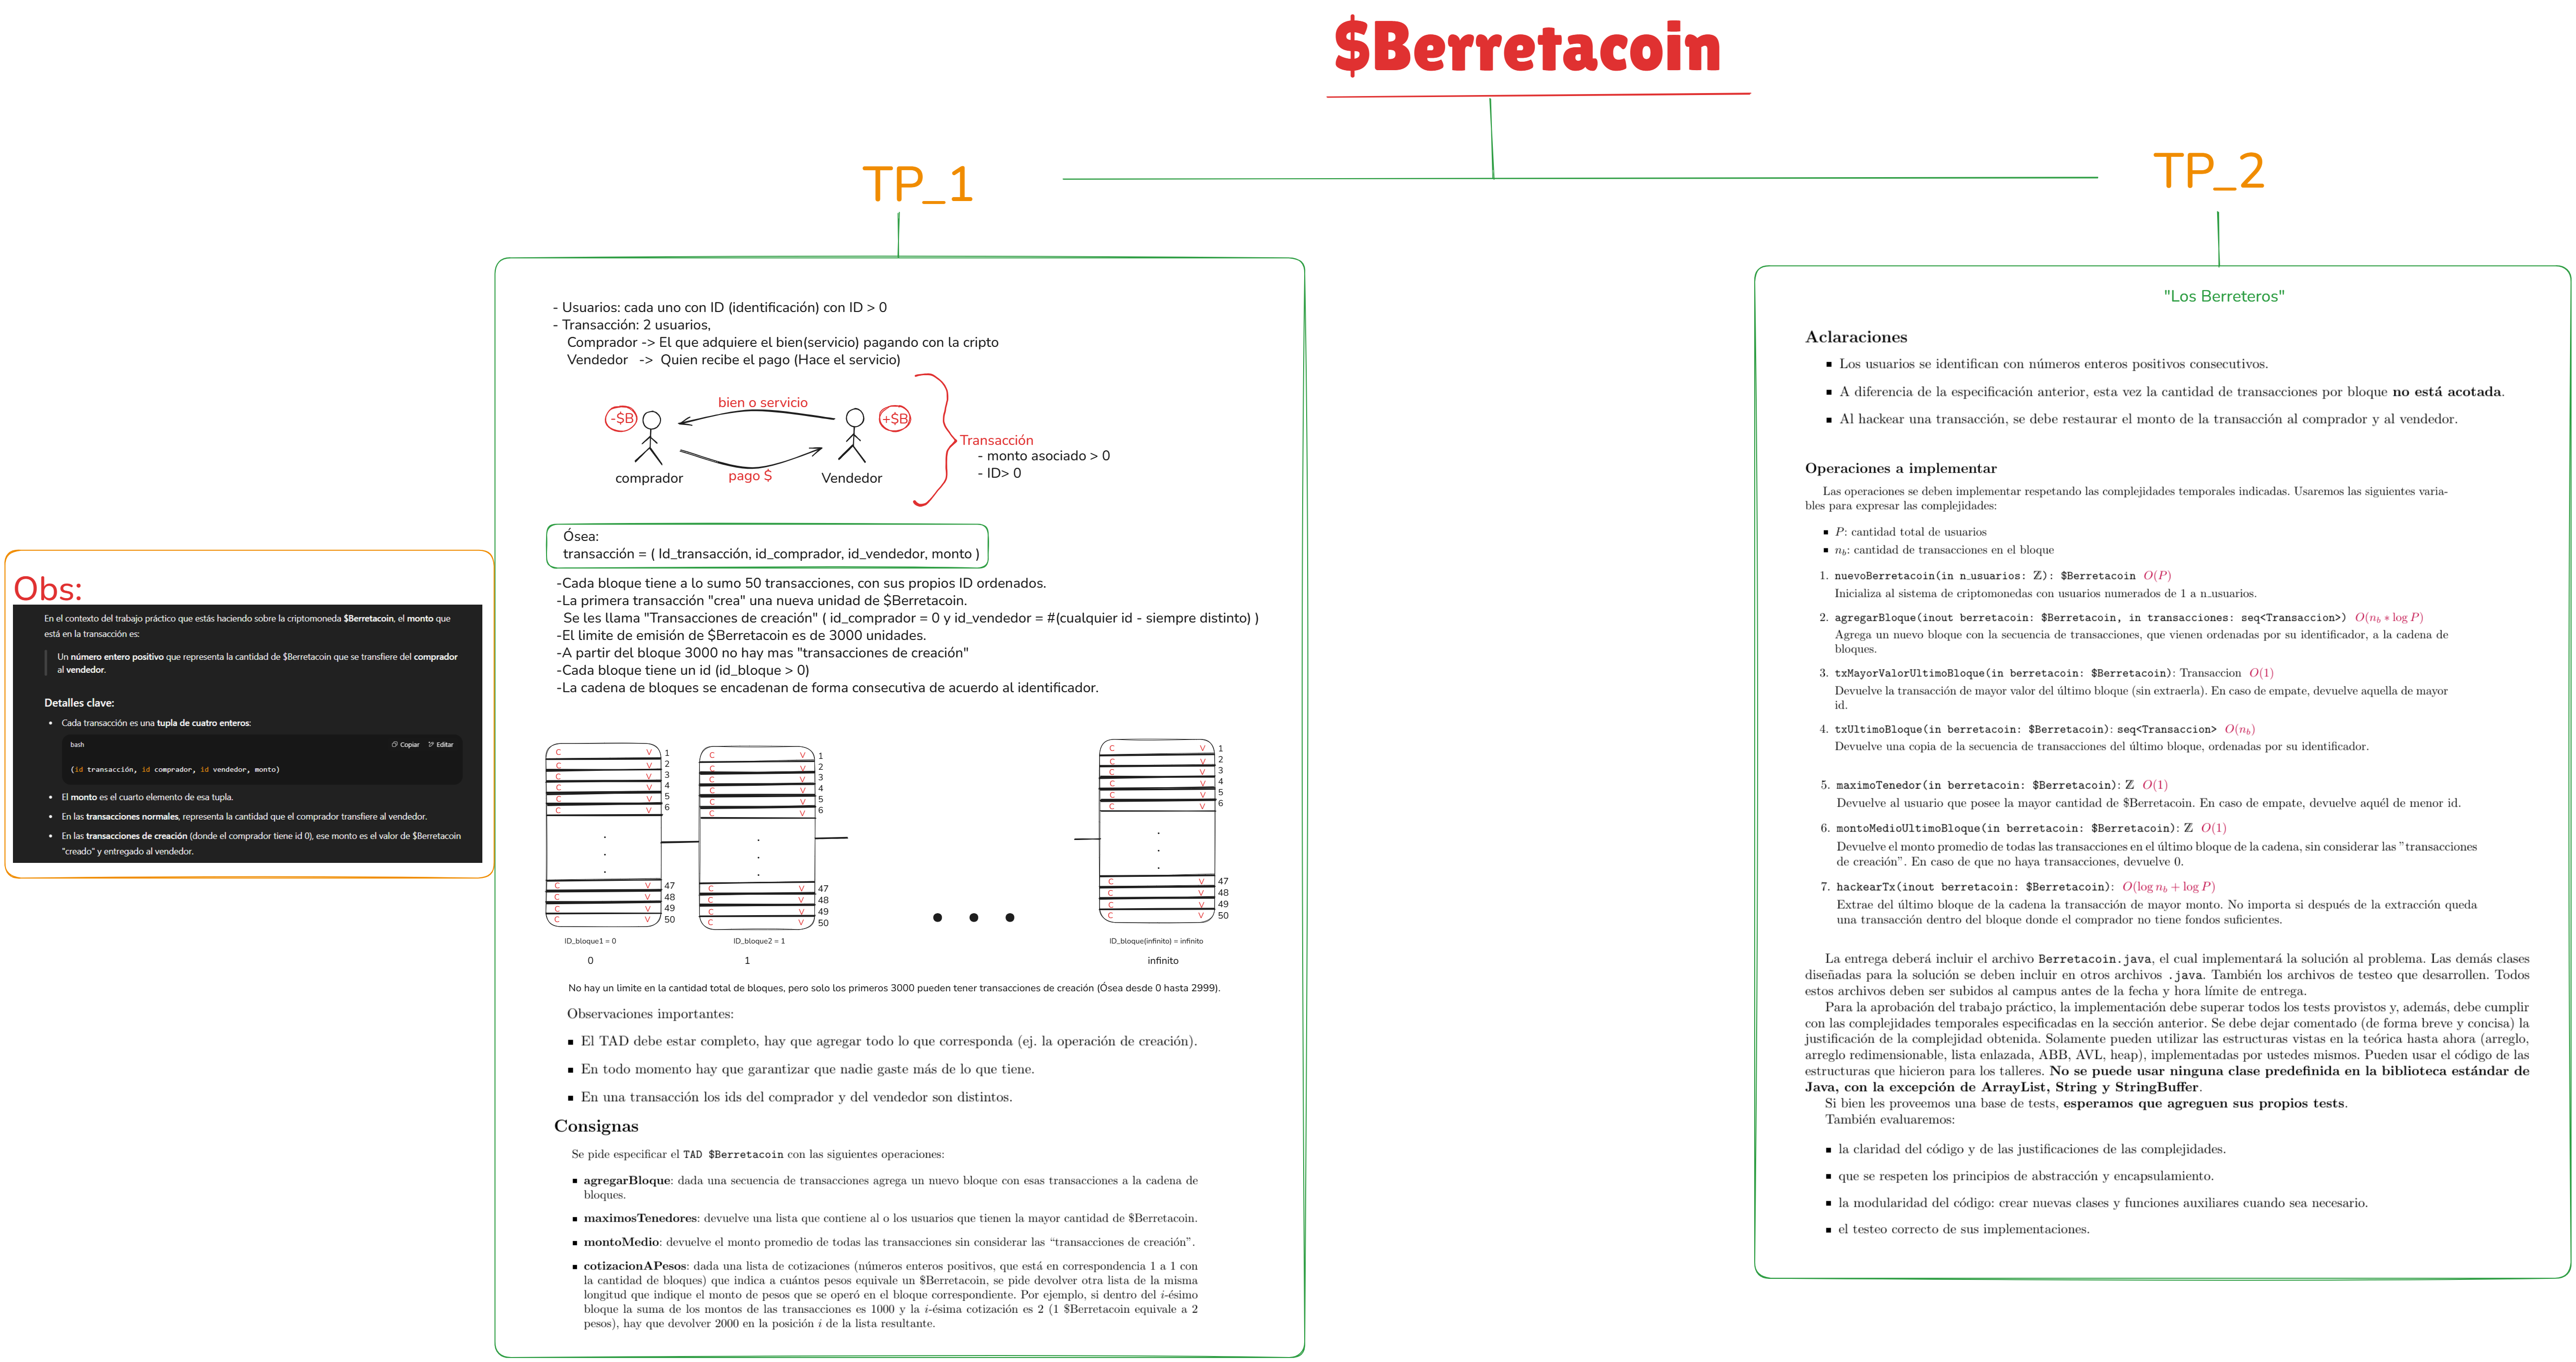 $Berretacoin
TP_1
TP_2
Obs:
En el contexto del trabajo práctico que estás haciendo sobre la criptomoneda $Berretacoin, el monto que
está en la transacción es:
Un número entero positivo que representa la cantidad de $Berretacoin que se transfiere del comprador
al vendedor.
Detalles clave:
• Cada transacción es una tupla de cuatro enteros:
bash
Copiar
Editar
(id transacción, id comprador, id vendedor, monto)
• El monto es el cuarto elemento de esa tupla.
• En las transacciones normales, representa la cantidad que el comprador transfiere al vendedor.
• En las transacciones de creación (donde el comprador tiene id 0), ese monto es el valor de $Berretacoin
"creado" y entregado al vendedor.
- Usuarios: cada uno con ID (identificación) con ID > 0
- Transacción: 2 usuarios,
Comprador -> El que adquiere el bien(servicio) pagando con la cripto
Vendedor -> Quien recibe el pago (Hace el servicio)
-$B
bien o servicio
+$B
comprador
pago $
Vendedor
Transacción
- monto asociado > 0
- ID> 0
Ósea:
transacción = ( Id_transacción, id_comprador, id_vendedor, monto )
-Cada bloque tiene a lo sumo 50 transacciones, con sus propios ID ordenados.
-La primera transacción "crea" una nueva unidad de $Berretacoin.
Se les llama "Transacciones de creación" ( id_comprador = 0 y id_vendedor = #(cualquier id - siempre distinto) )
-El limite de emisión de $Berretacoin es de 3000 unidades.
-A partir del bloque 3000 no hay mas "transacciones de creación"
-Cada bloque tiene un id (id_bloque > 0)
-La cadena de bloques se encadenan de forma consecutiva de acuerdo al identificador.
C V 1
C V 2
C V 3
C V 4
C V 5
C V 6
.
.
.
C V 47
C V 48
C V 49
C V 50
ID_bloque1 = 0
0
C V 1
C V 2
C V 3
C V 4
C V 5
C V 6
.
.
.
C V 47
C V 48
C V 49
C V 50
ID_bloque2 = 1
1
C V 1
C V 2
C V 3
C V 4
C V 5
C V 6
.
.
.
C V 47
C V 48
C V 49
C V 50
ID_bloque(infinito) = infinito
infinito
No hay un limite en la cantidad total de bloques, pero solo los primeros 3000 pueden tener transacciones de creación (Ósea desde 0 hasta 2999).
Observaciones importantes:
▪ El TAD debe estar completo, hay que agregar todo lo que corresponda (ej. la operación de creación).
▪ En todo momento hay que garantizar que nadie gaste más de lo que tiene.
▪ En una transacción los ids del comprador y del vendedor son distintos.
Consignas
Se pide especificar el TAD $Berretacoin con las siguientes operaciones:
▪ agregarBloque: dada una secuencia de transacciones agrega un nuevo bloque con esas transacciones a la cadena de
bloques.
▪ maximosTenedores: devuelve una lista que contiene al o los usuarios que tienen la mayor cantidad de $Berretacoin.
▪ montoMedio: devuelve el monto promedio de todas las transacciones sin considerar las “transacciones de creación”.
▪ cotizacionAPesos: dada una lista de cotizaciones (números enteros positivos, que está en correspondencia 1 a 1 con
la cantidad de bloques) que indica a cuántos pesos equivale un $Berretacoin, se pide devolver otra lista de la misma
longitud que indique el monto de pesos que se operó en el bloque correspondiente. Por ejemplo, si dentro del i-ésimo
bloque la suma de los montos de las transacciones es 1000 y la i-ésima cotización es 2 (1 $Berretacoin equivale a 2
pesos), hay que devolver 2000 en la posición i de la lista resultante.
"Los Berreteros"
Aclaraciones
▪ Los usuarios se identifican con números enteros positivos consecutivos.
▪ A diferencia de la especificación anterior, esta vez la cantidad de transacciones por bloque no está acotada.
▪ Al hackear una transacción, se debe restaurar el monto de la transacción al comprador y al vendedor.
Operaciones a implementar
Las operaciones se deben implementar respetando las complejidades temporales indicadas. Usaremos las siguientes varia-
bles para expresar las complejidades:
▪ P: cantidad total de usuarios
▪ n_b: cantidad de transacciones en el bloque
1. nuevoBerretacoin(in n_usuarios: ℤ): $Berretacoin O(P)
Inicializa al sistema de criptomonedas con usuarios numerados de 1 a n_usuarios.
2. agregarBloque(inout berretacoin: $Berretacoin, in transacciones: seq<Transaccion>) O(n_b * log P)
Agrega un nuevo bloque con la secuencia de transacciones, que vienen ordenadas por su identificador, a la cadena de
bloques.
3. txMayorValorUltimoBloque(in berretacoin: $Berretacoin): Transaccion O(1)
Devuelve la transacción de mayor valor del último bloque (sin extraerla). En caso de empate, devuelve aquella de mayor
id.
4. txUltimoBloque(in berretacoin: $Berretacoin): seq<Transaccion> O(n_b)
Devuelve una copia de la secuencia de transacciones del último bloque, ordenadas por su identificador.
5. maximoTenedor(in berretacoin: $Berretacoin): ℤ O(1)
Devuelve al usuario que posee la mayor cantidad de $Berretacoin. En caso de empate, devuelve aquél de menor id.
6. montoMedioUltimoBloque(in berretacoin: $Berretacoin): ℤ O(1)
Devuelve el monto promedio de todas las transacciones en el último bloque de la cadena, sin considerar las ”transacciones
de creación”. En caso de que no haya transacciones, devuelve 0.
7. hackearTx(inout berretacoin: $Berretacoin): O(log n_b + log P)
Extrae del último bloque de la cadena la transacción de mayor monto. No importa si después de la extracción queda
una transacción dentro del bloque donde el comprador no tiene fondos suficientes.
La entrega deberá incluir el archivo Berretacoin.java, el cual implementará la solución al problema. Las demás clases
diseñadas para la solución se deben incluir en otros archivos .java. También los archivos de testeo que desarrollen. Todos
estos archivos deben ser subidos al campus antes de la fecha y hora límite de entrega.
Para la aprobación del trabajo práctico, la implementación debe superar todos los tests provistos y, además, debe cumplir
con las complejidades temporales especificadas en la sección anterior. Se debe dejar comentado (de forma breve y concisa) la
justificación de la complejidad obtenida. Solamente pueden utilizar las estructuras vistas en la teórica hasta ahora (arreglo,
arreglo redimensionable, lista enlazada, ABB, AVL, heap), implementadas por ustedes mismos. Pueden usar el código de las
estructuras que hicieron para los talleres. No se puede usar ninguna clase predefinida en la biblioteca estándar de
Java, con la excepción de ArrayList, String y StringBuffer.
Si bien les proveemos una base de tests, esperamos que agreguen sus propios tests.
También evaluaremos:
▪ la claridad del código y de las justificaciones de las complejidades.
▪ que se respeten los principios de abstracción y encapsulamiento.
▪ la modularidad del código: crear nuevas clases y funciones auxiliares cuando sea necesario.
▪ el testeo correcto de sus implementaciones.